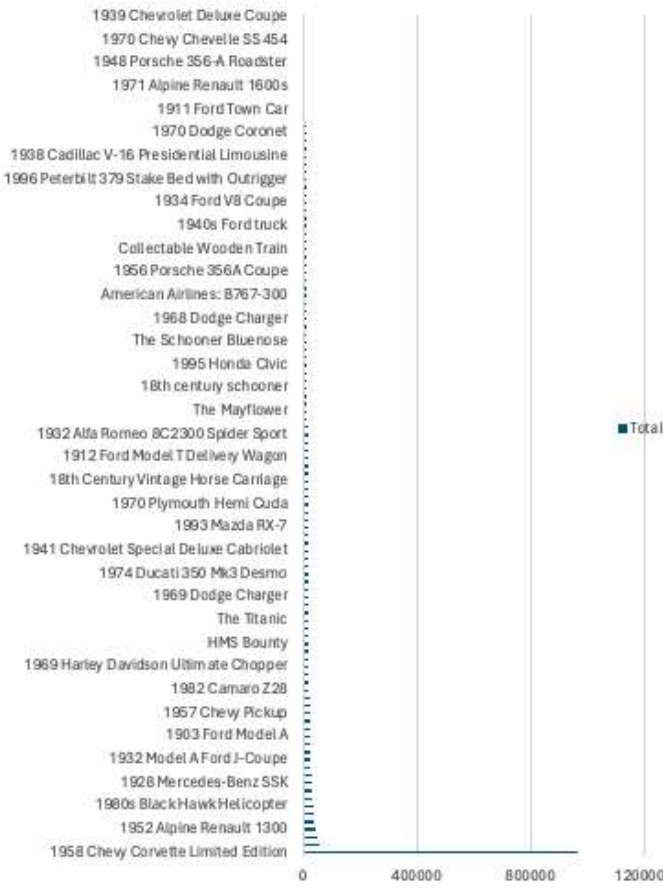 1939 Chevrolet Deluxe Coupe
1970 Chevy Chevelle SS 454
1948 Porsche 356-A Roadster
1971 Alpine Renault 1600s
1911 Ford Town Car
1970 Dodge Coronet
1938 Cadillac V-16 Presidential Limousine
1996 Peterbilt 379 Stake Bed with Outrigger
1934 Ford V8 Coupe
1940s Ford truck
Collectable Wooden Train
1956 Porsche 356A Coupe
American Airlines: B767-300
1968 Dodge Charger
The Schooner Bluenose
1995 Honda Civic
18th century schooner
The Mayflower
1932 Alfa Romeo 8C2300 Spider Sport
Total
1912 Ford Model T Delivery Wagon
18th Century Vintage Horse Carriage
1970 Plymouth Hemi Cuda
1993 Mazda RX-7
1941 Chevrolet Special Deluxe Cabriolet
1974 Ducati 350 Mk3 Desmo
1969 Dodge Charger
The Titanic
HMS Bounty
1969 Harley Davidson Ultimate Chopper
1982 Camaro Z28
1957 Chevy Pickup
1903 Ford Model A
1932 Model A Ford J-Coupe
1928 Mercedes-Benz SSK
1980s Black Hawk Helicopter
1952 Alpine Renault 1300
1958 Chevy Corvette Limited Edition
0 400000 800000 120000